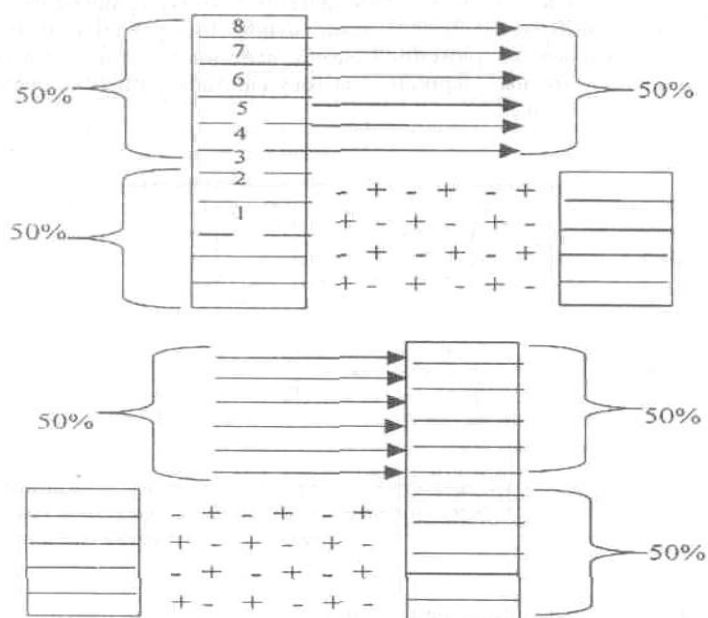 8
7
50% 6 50%
5
4
3
2
- + - + - +
50% 1
+ - + - + -
- + - + - +
+ - + - + -
50% 50%
- + - + - +
+ - + - + -
50%
- + - + - +
+ - + - + -